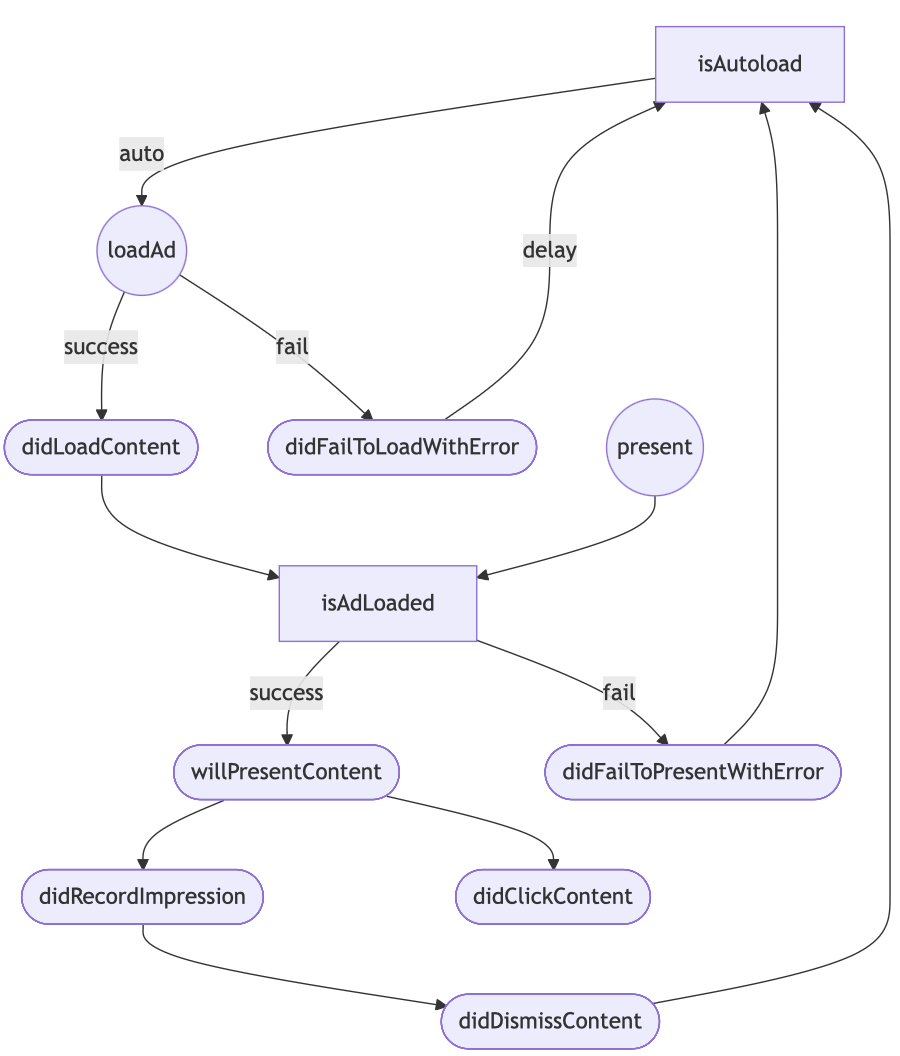 isAutoload
auto
loadAd
delay
success
fail
didLoadContent
didFailToLoadWithError
present
isAdLoaded
success
fail
willPresentContent
didFailToPresentWithError
didRecordImpression
didClickContent
didDismissContent